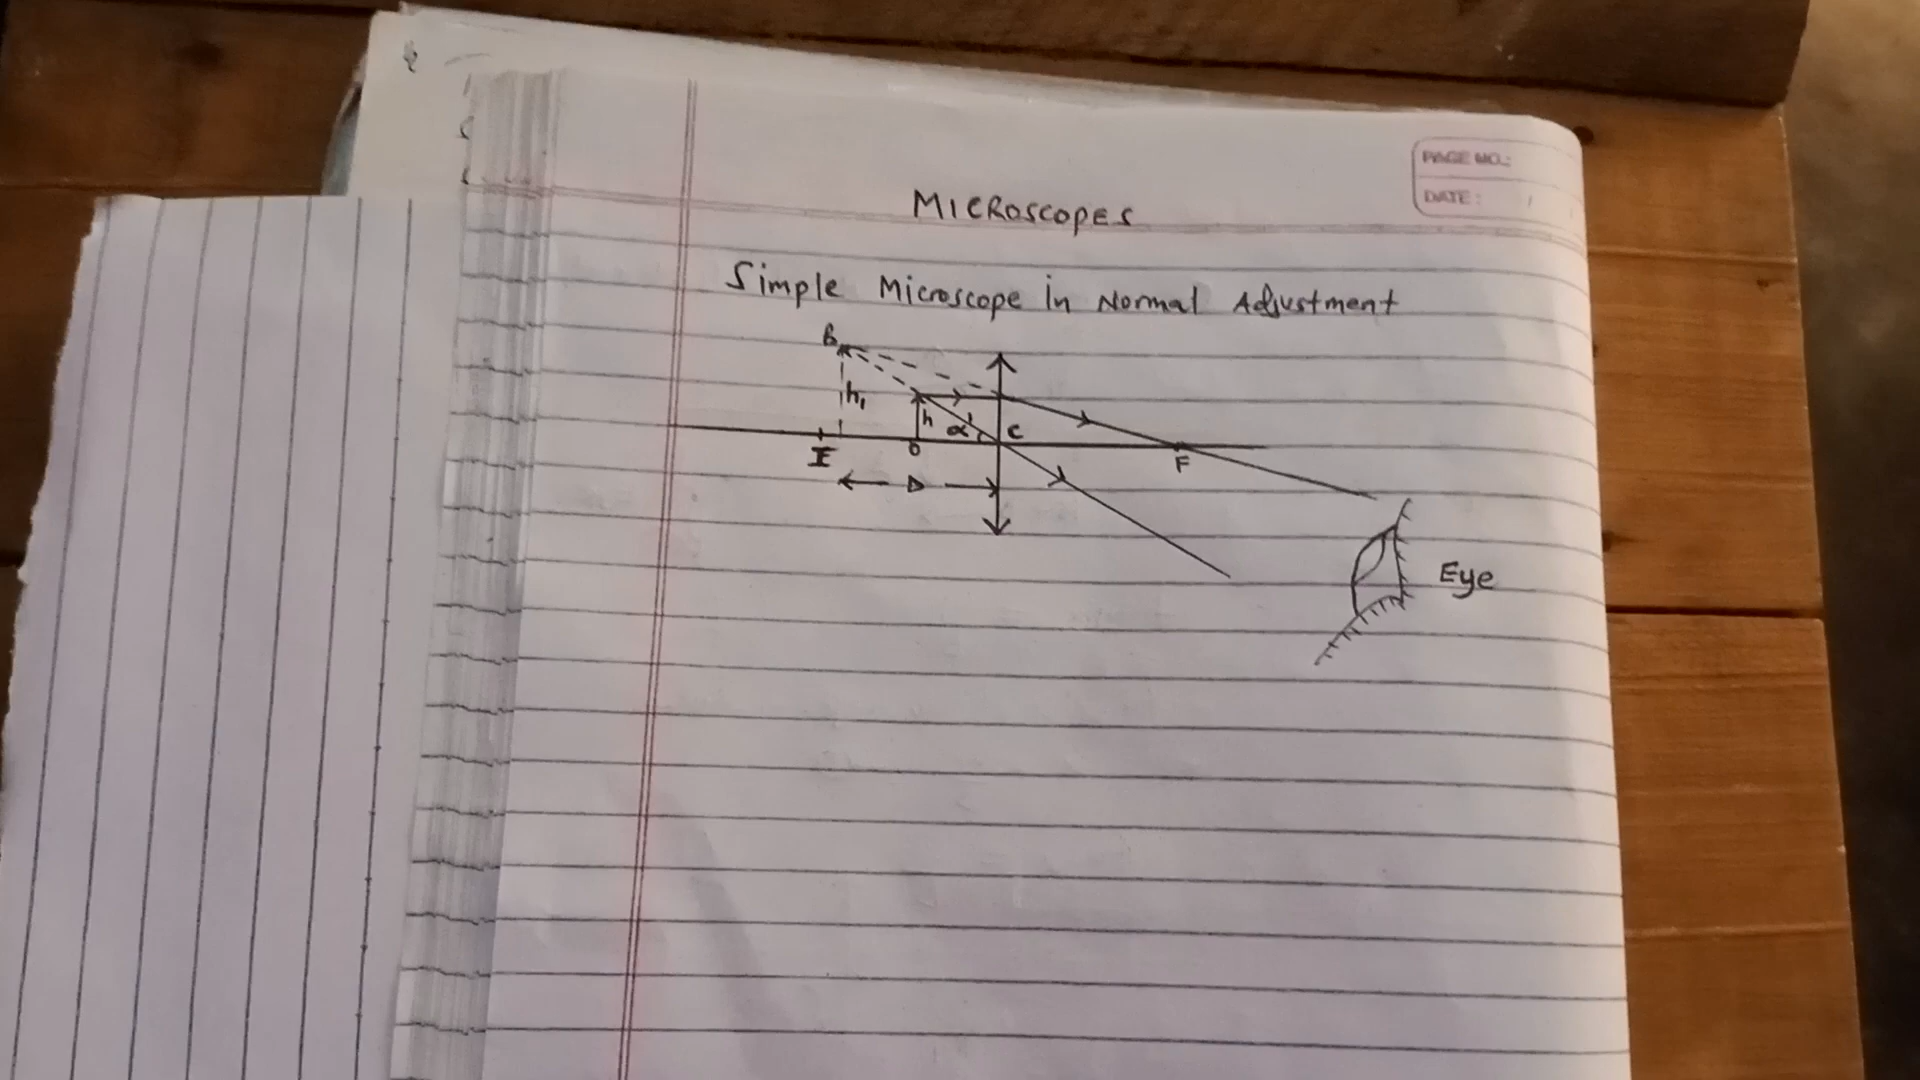 PAGE NO.:
DATE: / /
MICROSCOPES
Simple Microscope in Normal Adjustment
B
h₁
h
α'
C
I
O
F
D
Eye